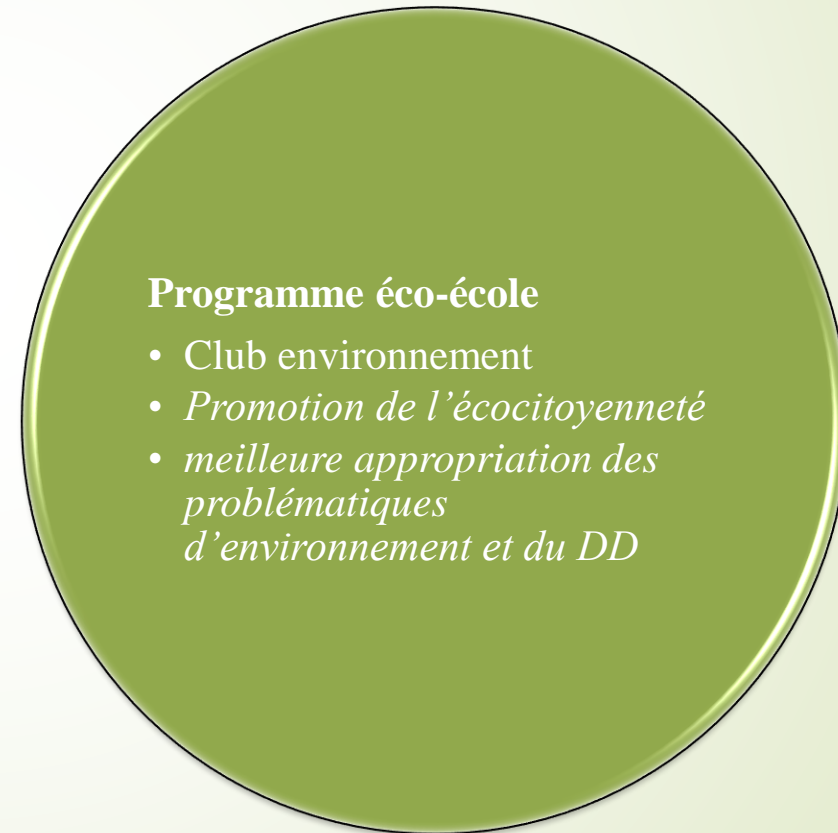 Programme éco-école
• Club environnement
• Promotion de l’écocitoyenneté
• meilleure appropriation des
problématiques
d’environnement et du DD